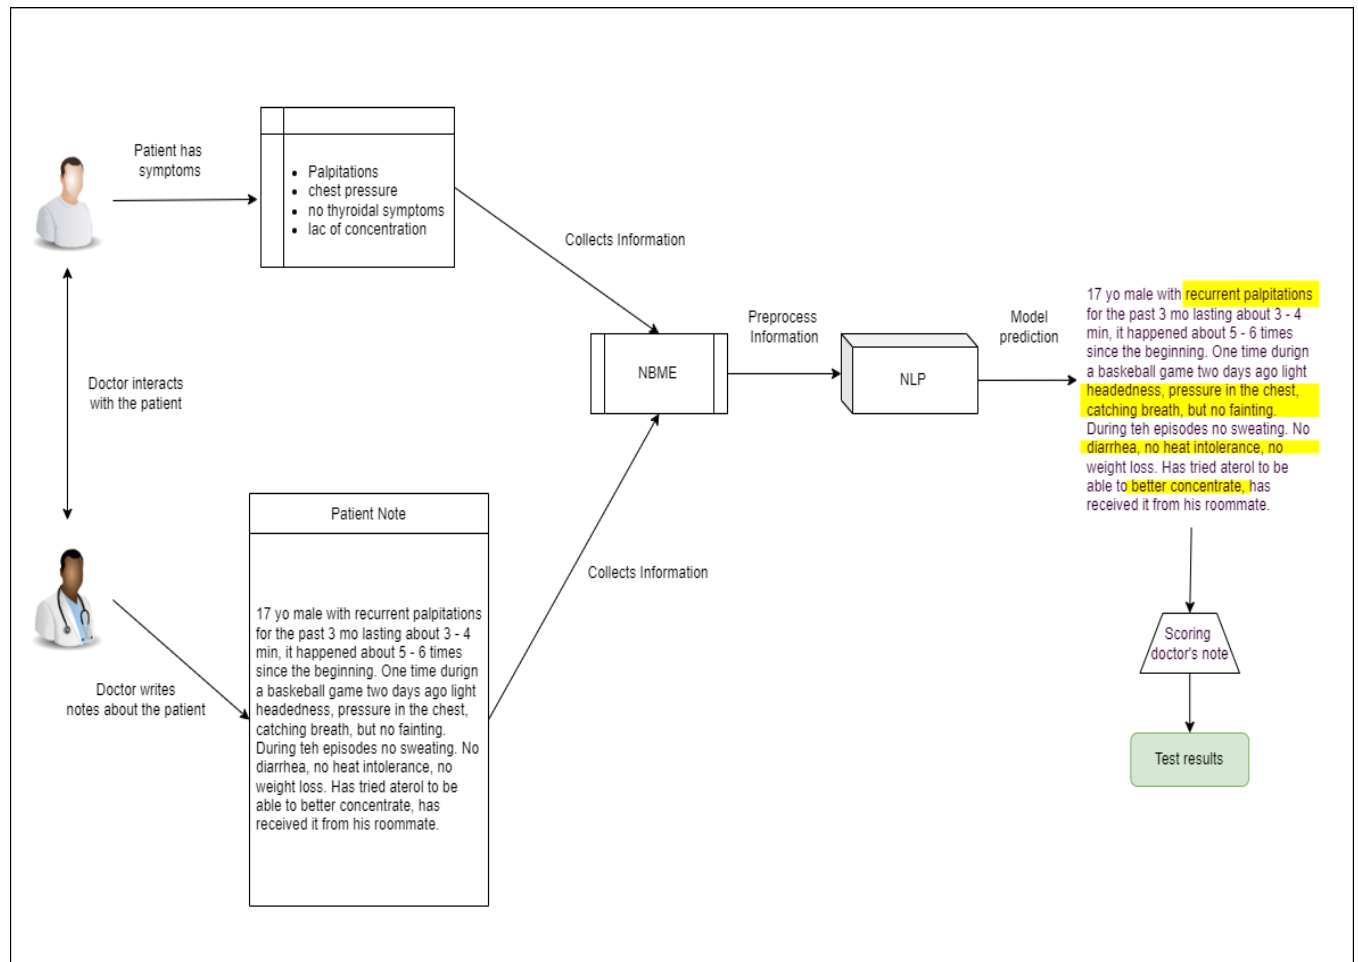 Patient has
symptoms
Palpitations
chest pressure
no thyroidal symptoms
lac of concentration
Collects Information
Doctor interacts
with the patient
NBME
Preprocess
Information
NLP
Model
prediction
17 yo male with recurrent palpitations
for the past 3 mo lasting about 3 - 4
min, it happened about 5 - 6 times
since the beginning. One time durign
a baskeball game two days ago light
headedness, pressure in the chest,
catching breath, but no fainting.
During teh episodes no sweating. No
diarrhea, no heat intolerance, no
weight loss. Has tried aterol to be
able to better concentrate, has
received it from his roommate.
Doctor writes
notes about the patient
Patient Note
17 yo male with recurrent palpitations
for the past 3 mo lasting about 3 - 4
min, it happened about 5 - 6 times
since the beginning. One time durign
a baskeball game two days ago light
headedness, pressure in the chest,
catching breath, but no fainting.
During teh episodes no sweating. No
diarrhea, no heat intolerance, no
weight loss. Has tried aterol to be
able to better concentrate, has
received it from his roommate.
Collects Information
Scoring
doctor's note
Test results